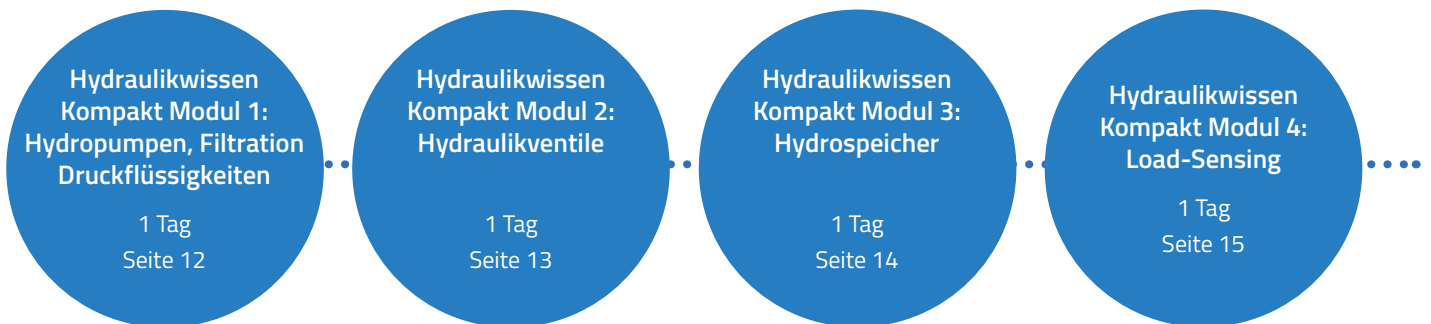 Hydraulikwissen
Kompakt Modul 1:
Hydropumpen, Filtration
Druckflüssigkeiten
1 Tag
Seite 12
Hydraulikwissen
Kompakt Modul 2:
Hydraulikventile
1 Tag
Seite 13
Hydraulikwissen
Kompakt Modul 3:
Hydrospeicher
1 Tag
Seite 14
Hydraulikwissen
Kompakt Modul 4:
Load-Sensing
1 Tag
Seite 15